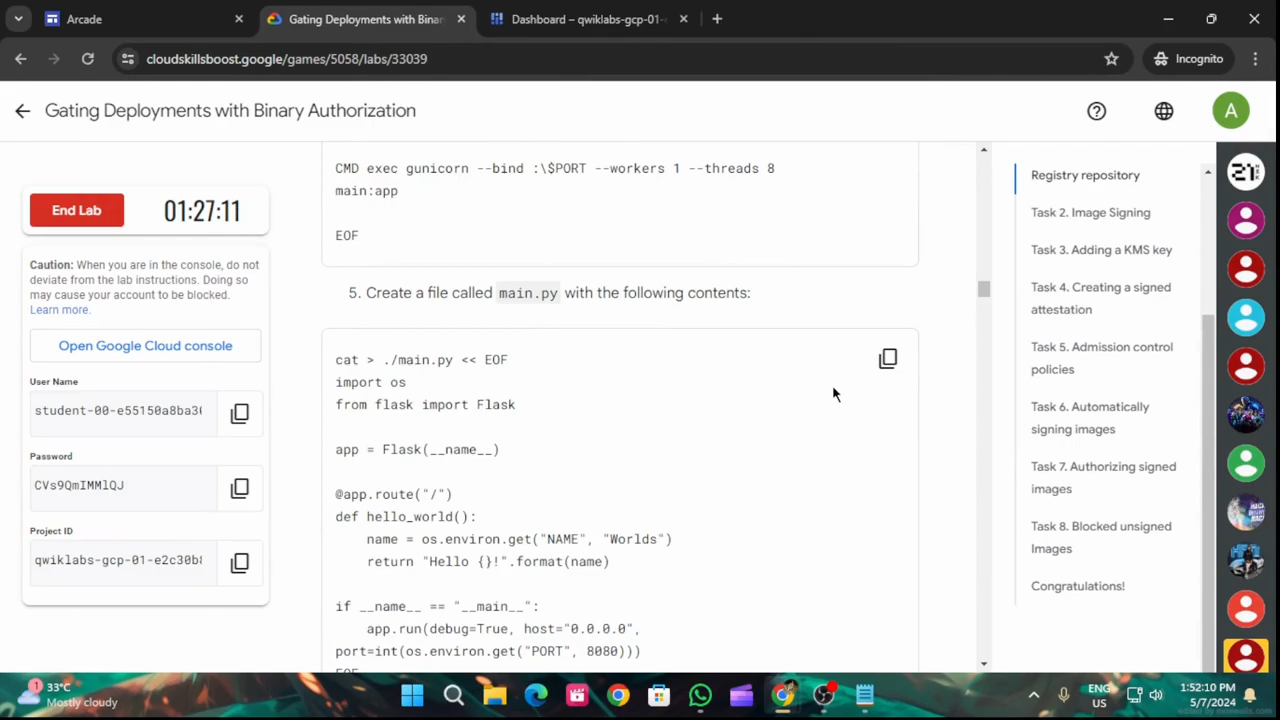 Arcade
Gating Deployments with Binary
Dashboard – qwiklabs-gcp-01-
cloudskillsboost.google/games/5058/labs/33039
Incognito
Gating Deployments with Binary Authorization
A
End Lab
01:27:11
Caution: When you are in the console, do not
deviate from the lab instructions. Doing so
may cause your account to be blocked.
Learn more.
Open Google Cloud console
User Name
student-00-e55150a8ba3
Password
CVs9QmIMMlQJ
Project ID
qwiklabs-gcp-01-e2c30b
CMD exec gunicorn --bind :\$PORT --workers 1 --threads 8
main:app
EOF
5. Create a file called main.py with the following contents:
cat > ./main.py << EOF
import os
from flask import Flask
app = Flask(__name__)
@app.route("/")
def hello_world():
name = os.environ.get("NAME", "Worlds")
return "Hello {}!".format(name)
if __name__ == "__main__":
app.run(debug=True, host="0.0.0.0",
port=int(os.environ.get("PORT", 8080)))
EOF
Registry repository
Task 2. Image Signing
Task 3. Adding a KMS key
Task 4. Creating a signed
attestation
Task 5. Admission control
policies
Task 6. Automatically
signing images
Task 7. Authorizing signed
images
Task 8. Blocked unsigned
Images
Congratulations!
21
1
33°C
Mostly cloudy
ENG
US
1:52:10 PM
5/7/2024